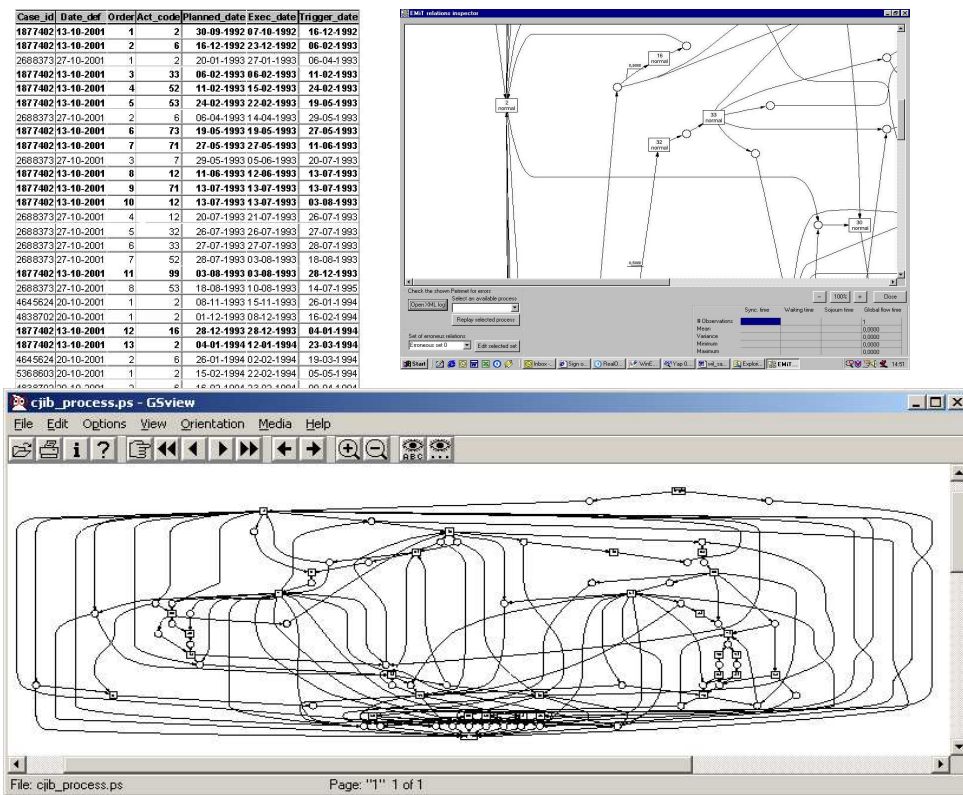 Case_id Date_def Order Act_code Planned_date Exec_date Trigger_date
1877402 13-10-2001 1 2 30-09-1992 07-10-1992 16-12-1992
1877402 13-10-2001 2 6 16-12-1992 23-12-1992 06-02-1993
2688373 27-10-2001 1 2 20-01-1993 27-01-1993 06-04-1993
1877402 13-10-2001 3 33 06-02-1993 06-02-1993 11-02-1993
1877402 13-10-2001 4 52 11-02-1993 15-02-1993 24-02-1993
1877402 13-10-2001 5 53 24-02-1993 22-02-1993 19-05-1993
2688373 27-10-2001 2 6 06-04-1993 14-04-1993 29-05-1993
1877402 13-10-2001 6 73 19-05-1993 19-05-1993 27-05-1993
1877402 13-10-2001 7 71 27-05-1993 27-05-1993 11-06-1993
2688373 27-10-2001 3 7 29-05-1993 05-06-1993 20-07-1993
1877402 13-10-2001 8 12 11-06-1993 12-06-1993 13-07-1993
1877402 13-10-2001 9 71 13-07-1993 13-07-1993 13-07-1993
1877402 13-10-2001 10 12 13-07-1993 13-07-1993 03-08-1993
2688373 27-10-2001 4 12 20-07-1993 21-07-1993 26-07-1993
2688373 27-10-2001 5 32 26-07-1993 26-07-1993 27-07-1993
2688373 27-10-2001 6 33 27-07-1993 27-07-1993 28-07-1993
2688373 27-10-2001 7 52 28-07-1993 03-08-1993 18-08-1993
1877402 13-10-2001 11 99 03-08-1993 03-08-1993 28-12-1993
2688373 27-10-2001 8 53 18-08-1993 10-08-1993 14-07-1995
4645624 20-10-2001 1 2 08-11-1993 15-11-1993 26-01-1994
4838702 20-10-2001 1 2 01-12-1993 08-12-1993 16-02-1994
1877402 13-10-2001 12 16 28-12-1993 28-12-1993 04-01-1994
1877402 13-10-2001 13 2 04-01-1994 12-01-1994 23-03-1994
4645624 20-10-2001 2 6 26-01-1994 02-02-1994 19-03-1994
5368603 20-10-2001 1 2 15-02-1994 22-02-1994 05-05-1994
EMiT relations inspector
16
normal
0,5000
2
normal
33
normal
32
normal
30
normal
0,5000
Check the shown Petrinet for errors
Open XML log
Select an available process
Replay selected process
Set of erroneus relations
Erroneous set 0
Edit selected set
- 100% + Close
Sync. time Waiting time Sojourn time Global flow time
# Observations 1
Mean 0,0000
Variance 0,0000
Minimum 0,0000
Maximum 0,0000
Start Inbox - Sign o... RealO... WinE... Yap 0... Explor... EMiT... 14:51
cjib_process.ps - GSview
File Edit Options View Orientation Media Help
ABC
File: cjib_process.ps Page: "1" 1 of 1